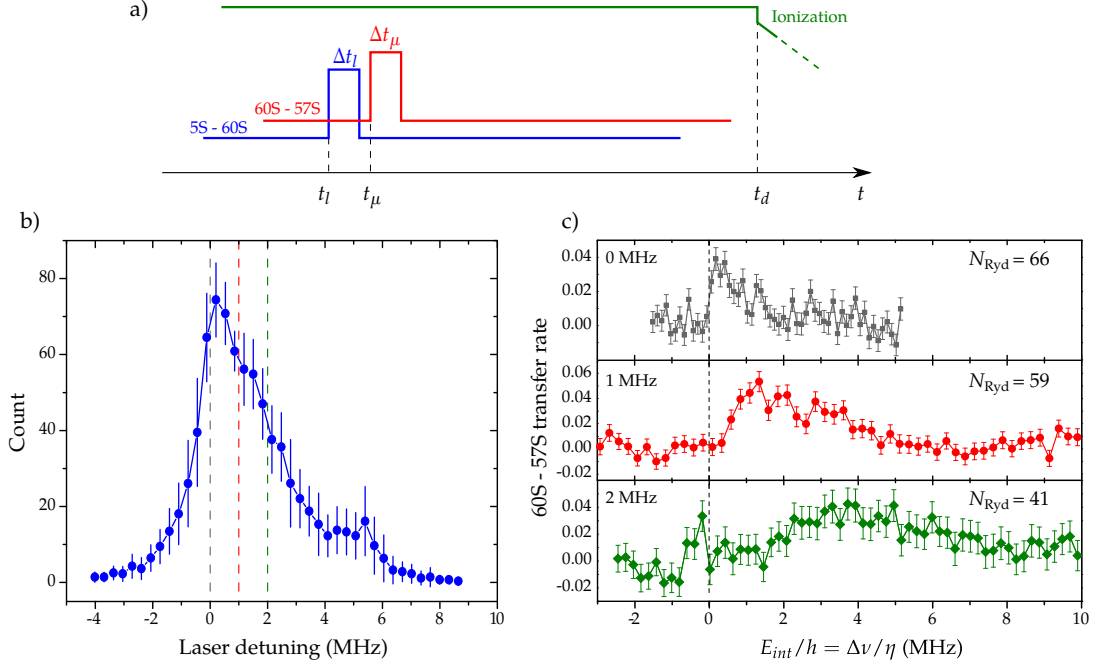 a)
Ionization
Δt_l
Δt_μ
60S - 57S
5S - 60S
t_l
t_μ
t_d
t
b)
80
60
40
20
0
Count
-4
-2
0
2
4
6
8
10
Laser detuning (MHz)
c)
0.04
0.02
0.00
0 MHz
N_Ryd = 66
0.06
0.04
0.02
0.00
-0.02
1 MHz
N_Ryd = 59
0.04
0.02
0.00
-0.02
2 MHz
N_Ryd = 41
60S - 57S transfer rate
-2
0
2
4
6
8
10
E_int/h = Δν/η (MHz)